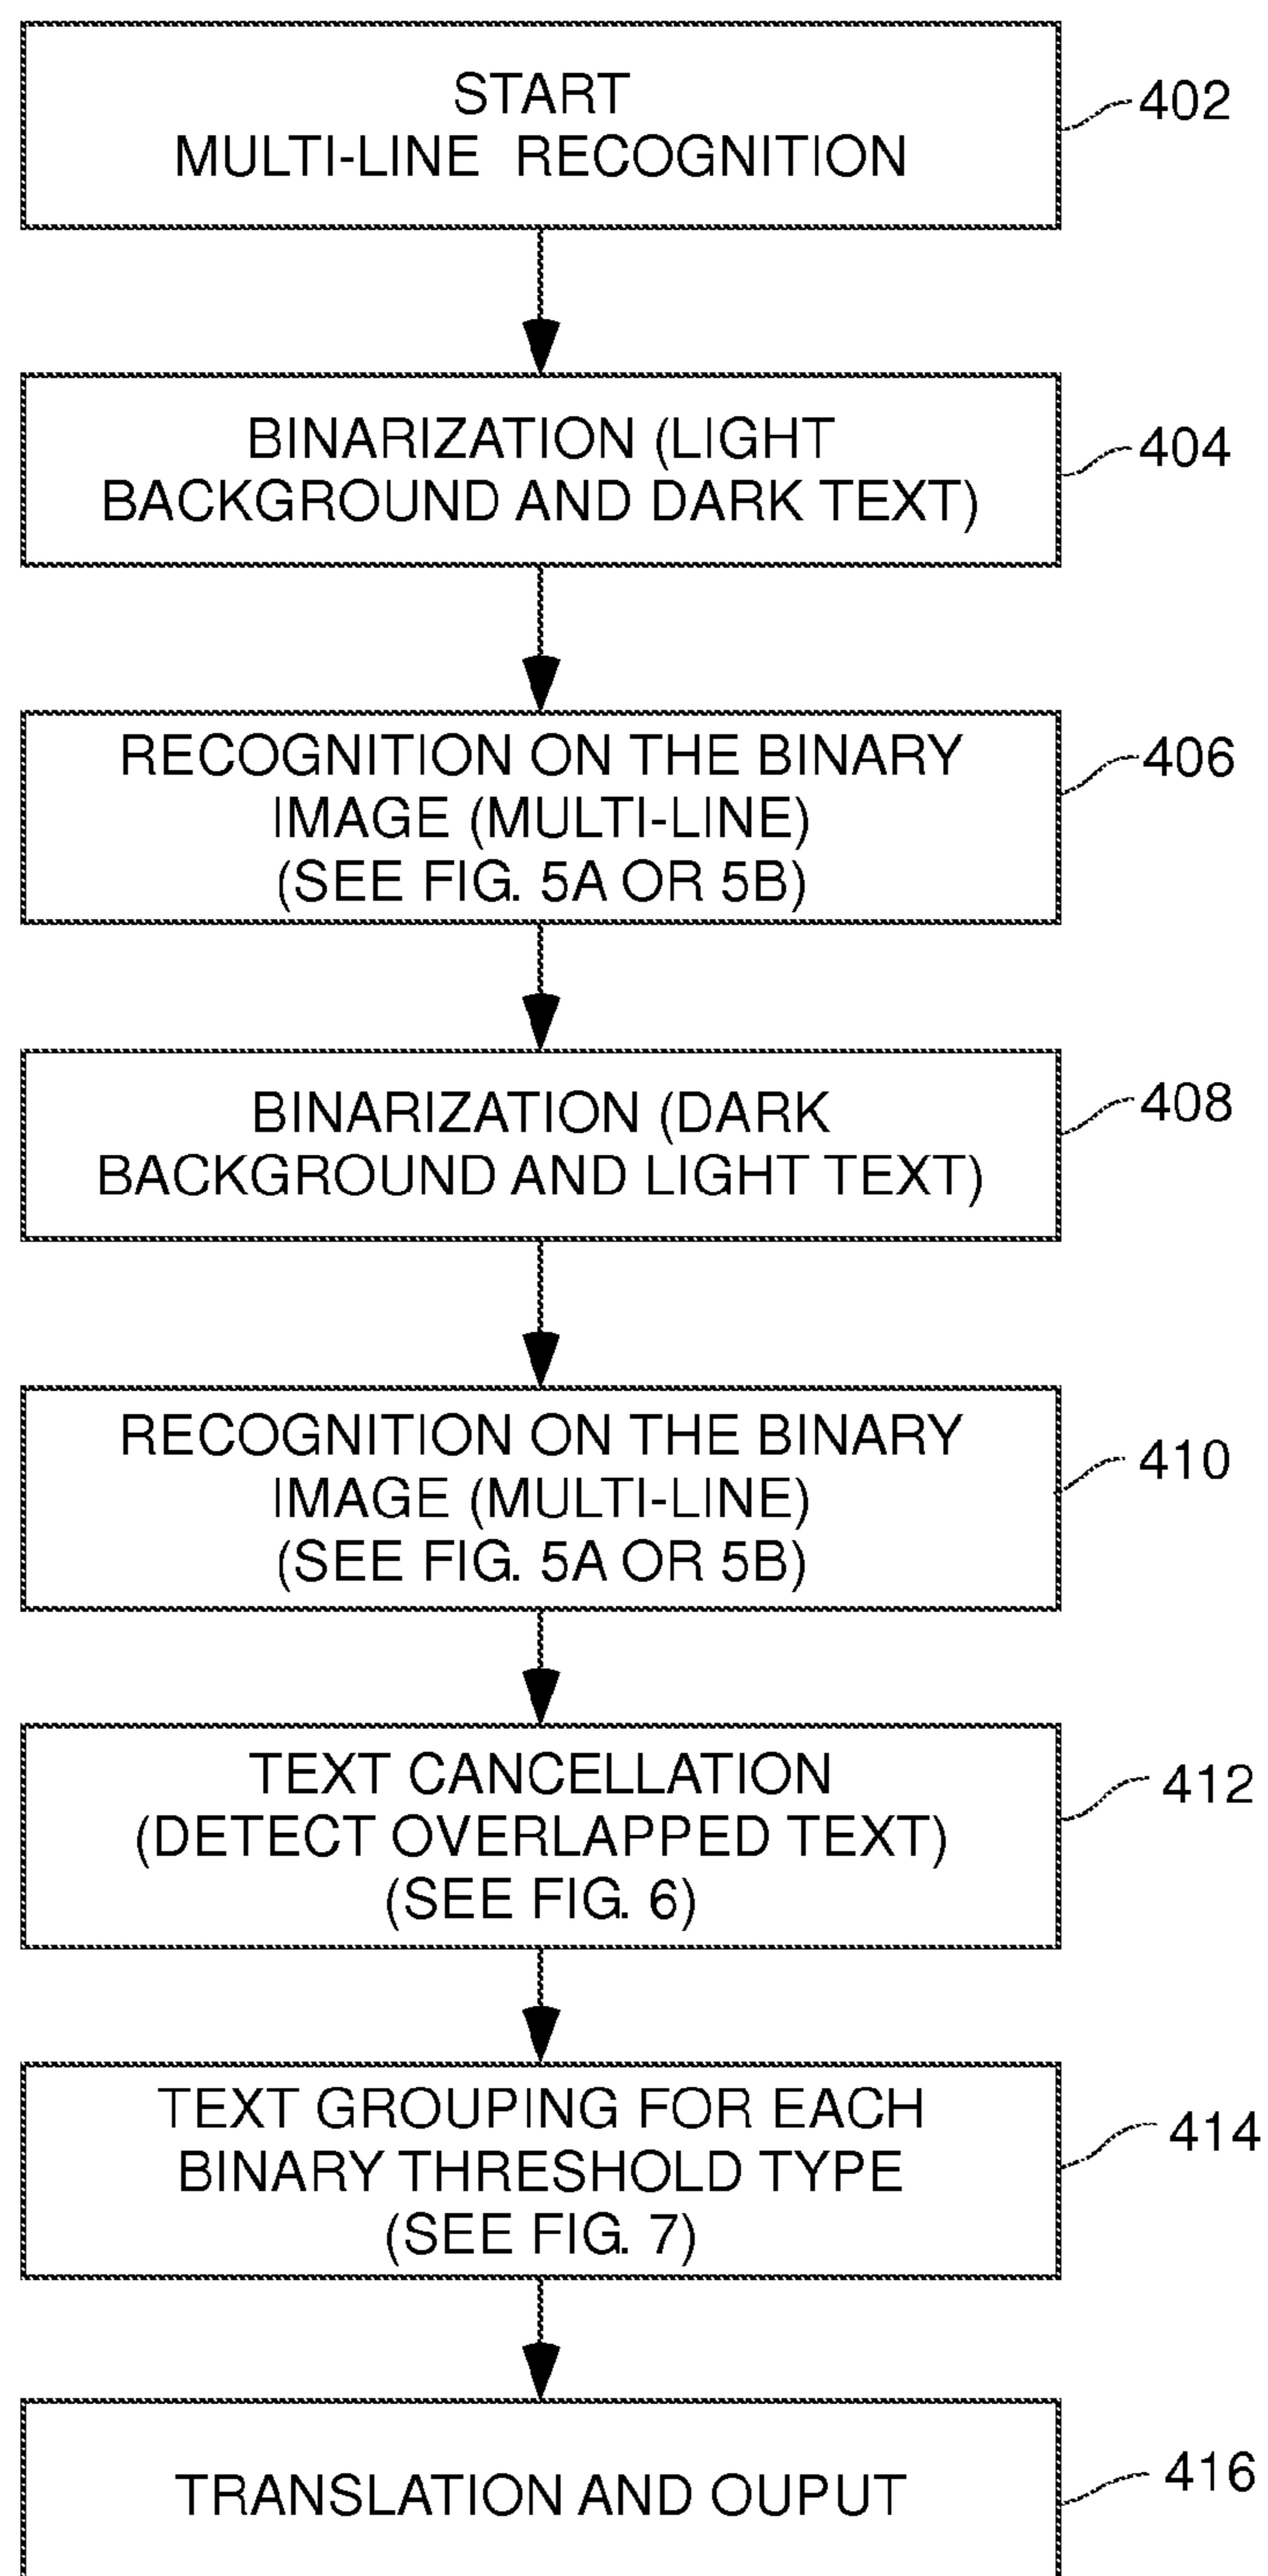 START
MULTI-LINE RECOGNITION
402
BINARIZATION (LIGHT
BACKGROUND AND DARK TEXT)
404
RECOGNITION ON THE BINARY
IMAGE (MULTI-LINE)
(SEE FIG. 5A OR 5B)
406
BINARIZATION (DARK
BACKGROUND AND LIGHT TEXT)
408
RECOGNITION ON THE BINARY
IMAGE (MULTI-LINE)
(SEE FIG. 5A OR 5B)
410
TEXT CANCELLATION
(DETECT OVERLAPPED TEXT)
(SEE FIG. 6)
412
TEXT GROUPING FOR EACH
BINARY THRESHOLD TYPE
(SEE FIG. 7)
414
TRANSLATION AND OUPUT
416